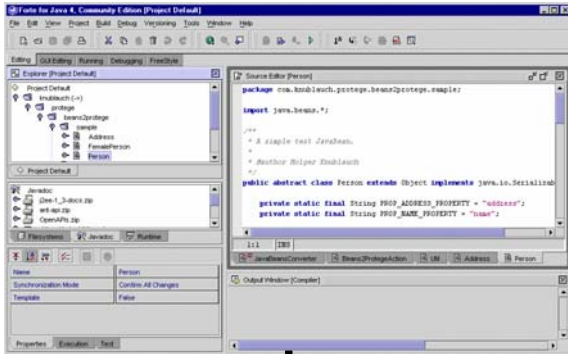 Forte for Java 4, Community Edition [Project Default]
File Edit View Project Build Debug Versioning Tools Window Help
Editing GUI Editing Running Debugging FreeStyle
Explorer [Project Default]
Project Default
knublauch (->)
protege
beans2protege
sample
Address
FemalePerson
Person
Project Default
Javadoc
j2ee-1_3-docs.zip
ant-api.zip
OpenAPIs.zip
Filesystems Javadoc Runtime
Name Person
Synchronization Mode Confirm All Changes
Template False
Properties Execution Test
Source Editor [Person]
package com.knublauch.protege.beans2protege.sample;
import java.beans.*;
/**
* A simple test JavaBean.
*
* @author Holger Knublauch
*/
public abstract class Person extends Object implements java.io.Serializab
private static final String PROP_ADDRESS_PROPERTY = "address";
private static final String PROP_NAME_PROPERTY = "name";
1:1 INS
JavaBeansConverter Beans2ProtegeAction Util Address Person
Output Window [Compiler]